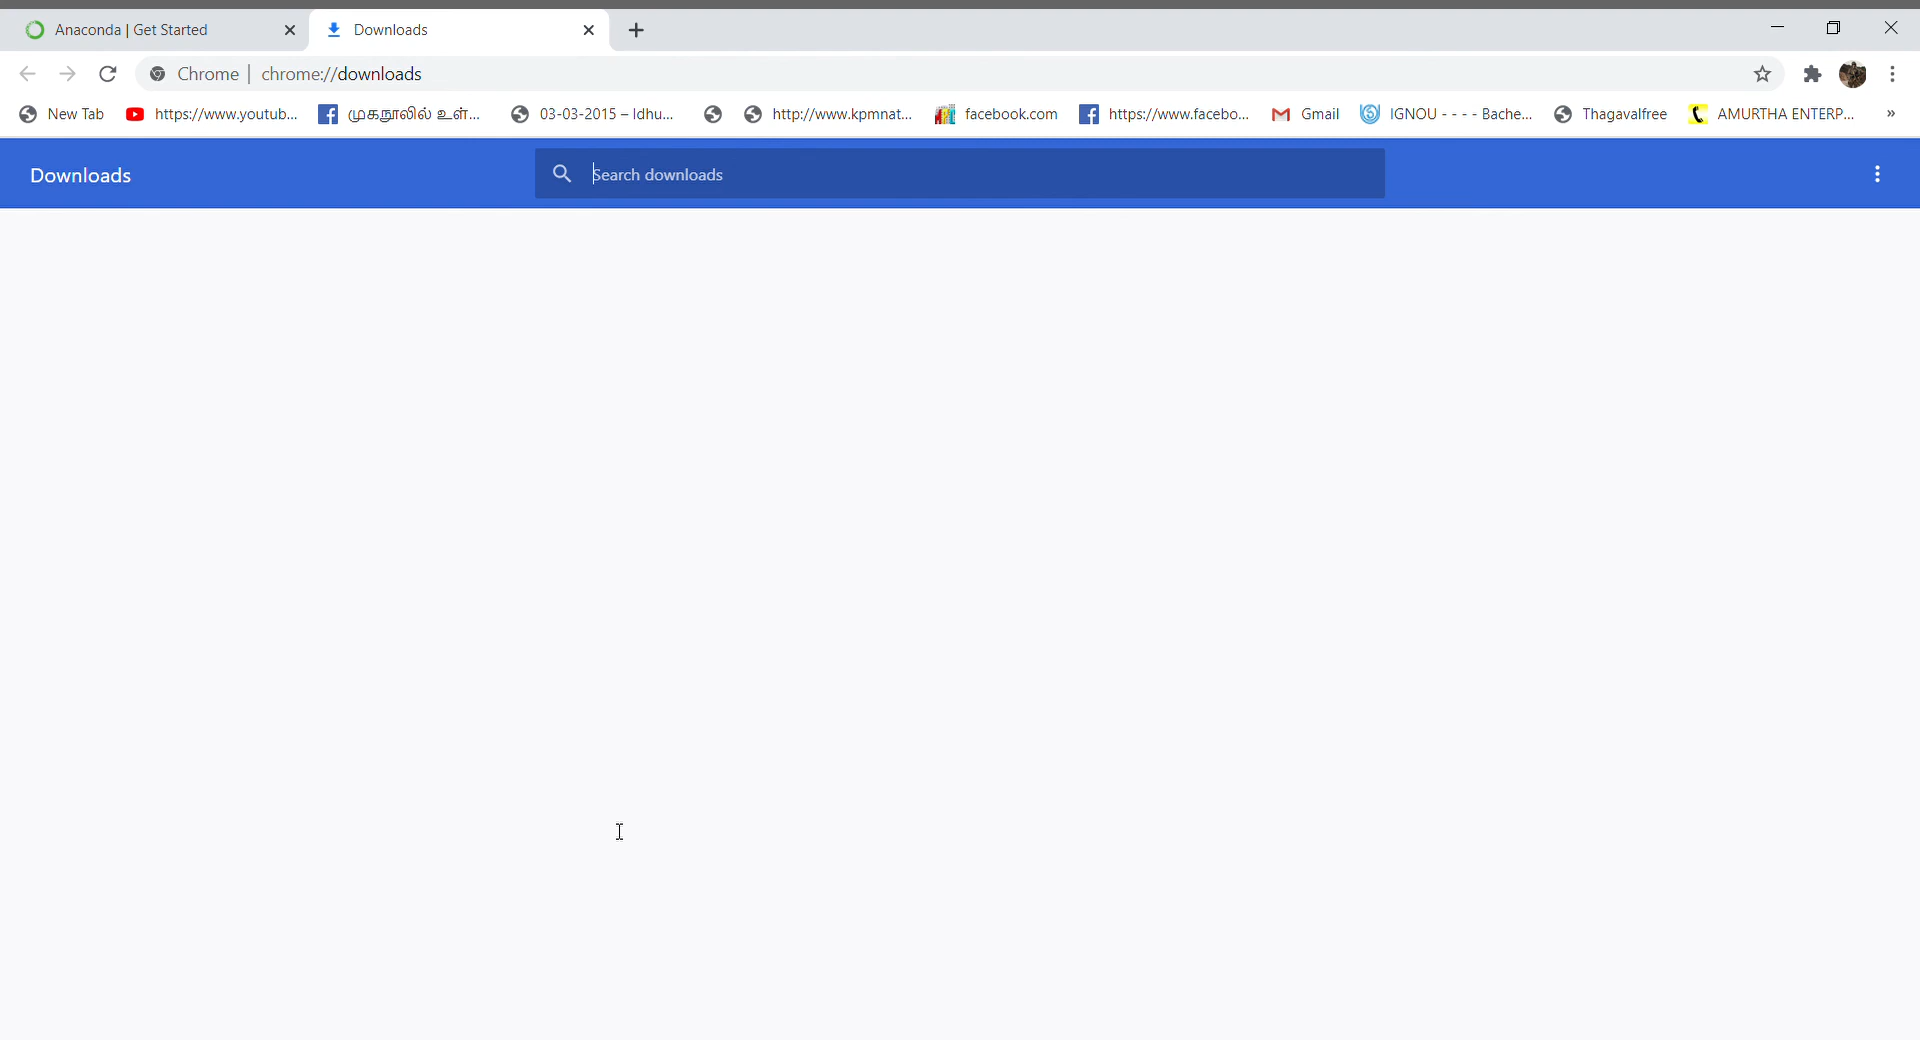 Anaconda | Get Started
Downloads
Chrome | chrome://downloads
New Tab
https://www.youtub...
முகநூலில் உள்...
03-03-2015 – Idhu...
http://www.kpmnat...
facebook.com
https://www.facebo...
Gmail
IGNOU - - - - Bache...
Thagavalfree
AMURTHA ENTERP...
»
Downloads
Search downloads